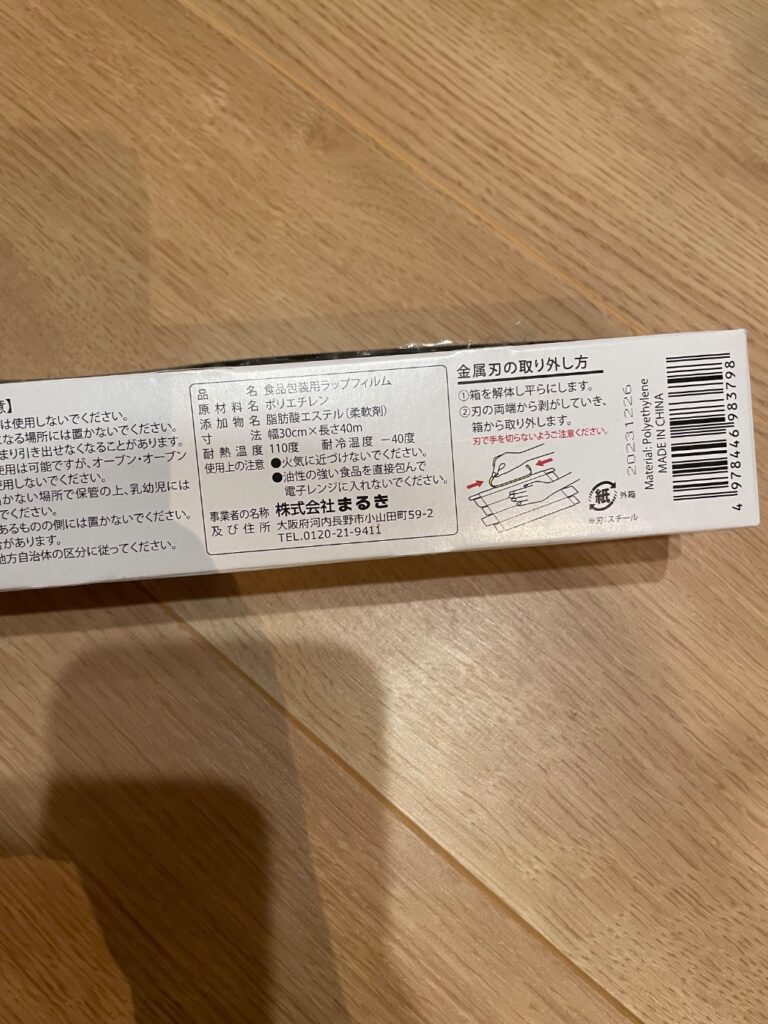 意】
は使用しないでください。
なる場所には置かないでください。
まり引き出せなくなることがあります。
使用は可能ですが、オーブン・オーブン
使用しないでください。
かない場所で保管の上、乳幼児には
でください。
あるものの側には置かないでください。
合があります。
地方自治体の区分に従ってください。
品名 食品包装用ラップフィルム
原材料名 ポリエチレン
添加物名 脂肪酸エステル(柔軟剤)
寸法 幅30cm×長さ40m
耐熱温度 110度 耐冷温度 −40度
使用上の注意 ●火気に近づけないでください。
●油性の強い食品を直接包んで
電子レンジに入れないでください。
事業者の名称 株式会社まるき
及び住所 大阪府河内長野市小山田町59-2
TEL.0120-21-9411
金属刃の取り外し方
①箱を解体し平らにします。
②刃の両端から剥がしていき、
箱から取り外します。
刃で手を切らないようご注意ください。
紙 外箱
※刃:スチール
20231226
Material:Polyethylene
MADE IN CHINA
4 978446 983798